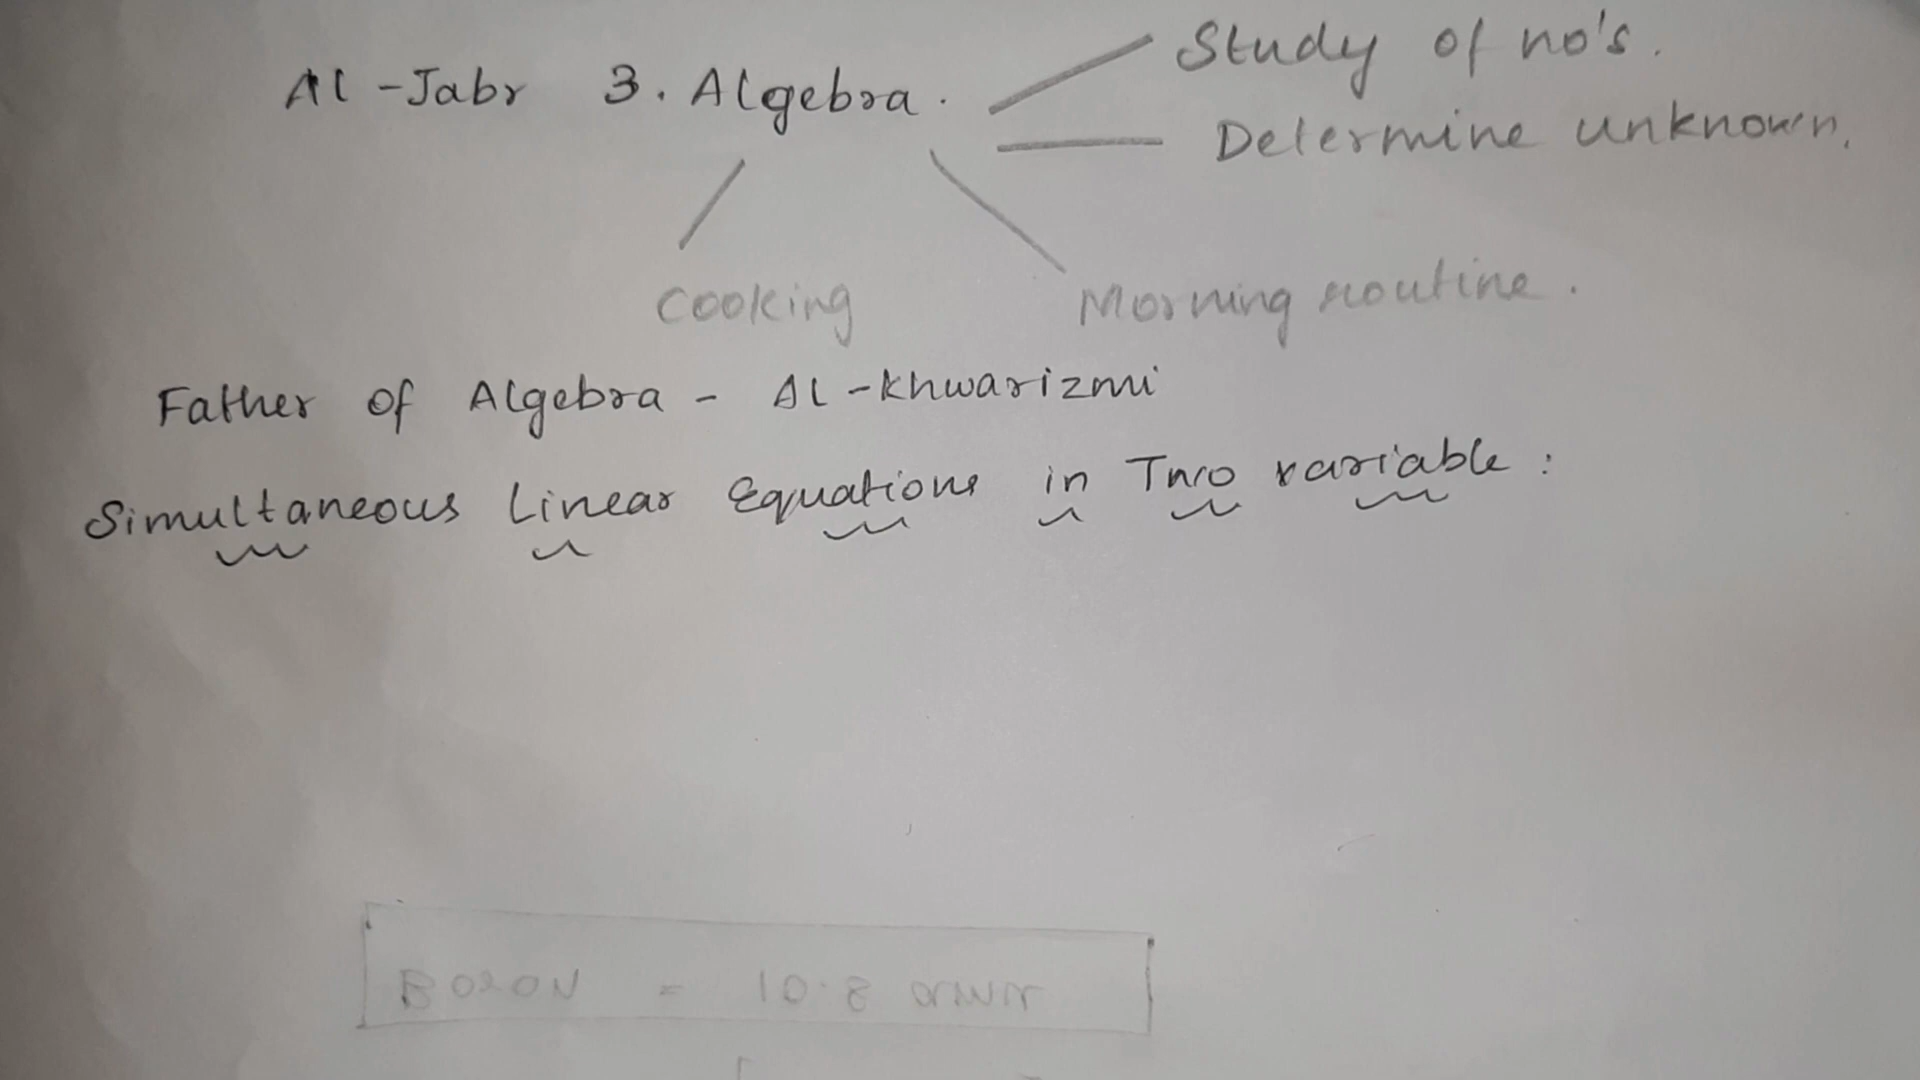 Study of no's.
Al-Jabr 3. Algebra.
Determine unknown.
Cooking
Morning routine.
Father of Algebra - Al-khwarizmi
Simultaneous Linear Equations in Two variable :
Boron = 10.8 amu